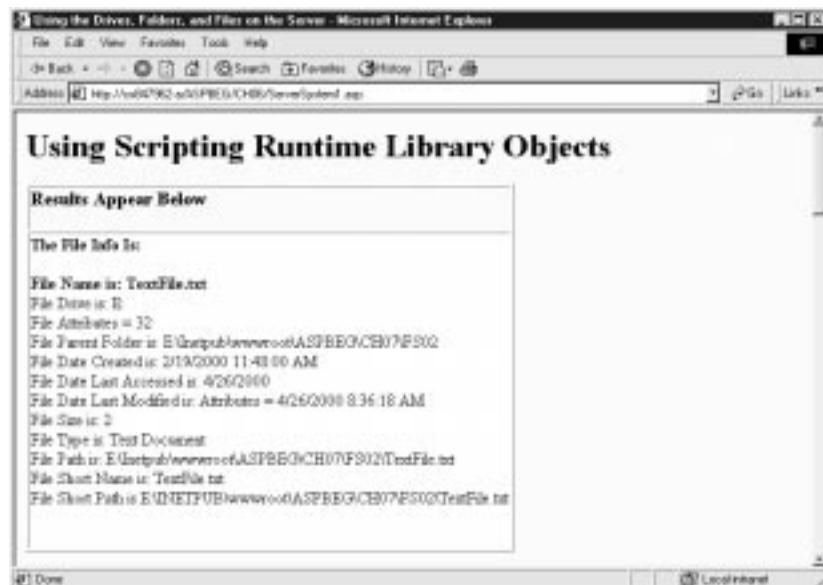 Using the Drives, Folders, and Files on the Server - Microsoft Internet Explorer
File Edit View Favorites Tools Help
Back Search Favorites History
Address Go Links
Using Scripting Runtime Library Objects
Results Appear Below
The File Info Is:
File Name is: TextFile.txt
File Drive is: E:
File Attributes = 32
File Parent Folder is: E:\Inetpub\wwwroot\ASPBEG\CH07\FS02
File Date Created is: 2/19/2000 11:48:00 AM
File Date Last Accessed is: 4/26/2000
File Date Last Modified is: Attributes = 4/26/2000 8:36:18 AM
File Size is: 2
File Type is: Text Document
File Path is: E:\Inetpub\wwwroot\ASPBEG\CH07\FS02\TextFile.txt
File Short Name is: TextFile.txt
File Short Path is E:\INETPUB\wwwroot\ASPBEG\CH07\FS02\TextFile.txt
Done Local intranet